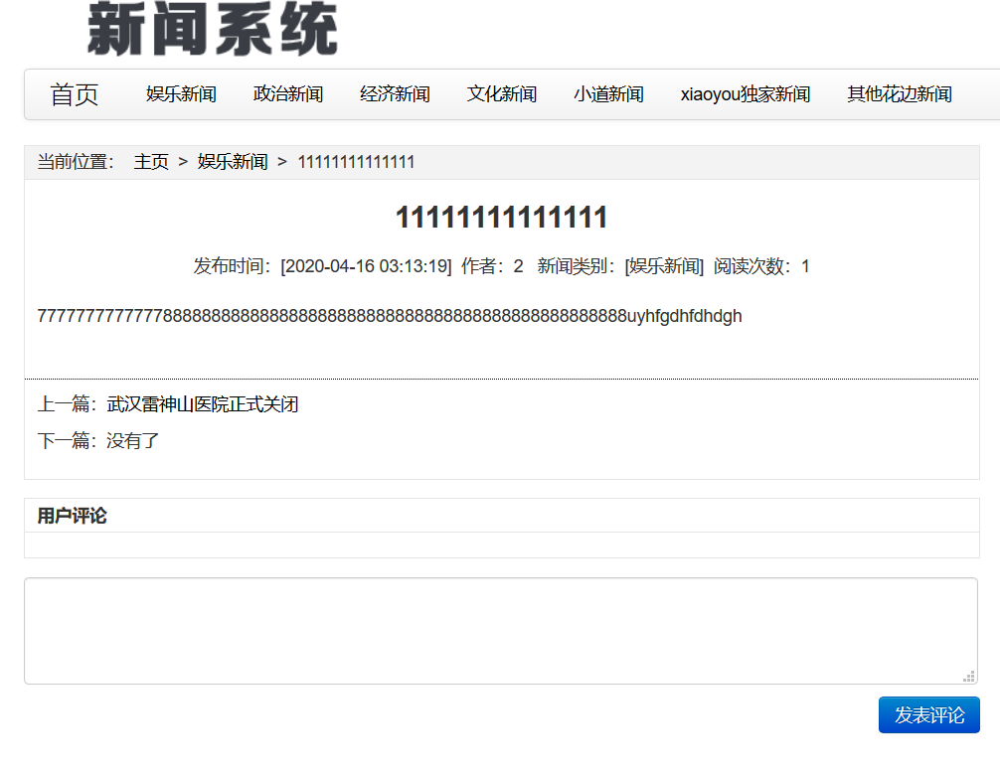 新闻系统
首页 娱乐新闻 政治新闻 经济新闻 文化新闻 小道新闻 xiaoyou独家新闻 其他花边新闻
当前位置： 主页 > 娱乐新闻 > 11111111111111
11111111111111
发布时间：[2020-04-16 03:13:19] 作者：2 新闻类别：[娱乐新闻] 阅读次数：1
7777777777777888888888888888888888888888888888888888888888888uyhfgdhfdhdgh
上一篇：武汉雷神山医院正式关闭
下一篇：没有了
用户评论
发表评论